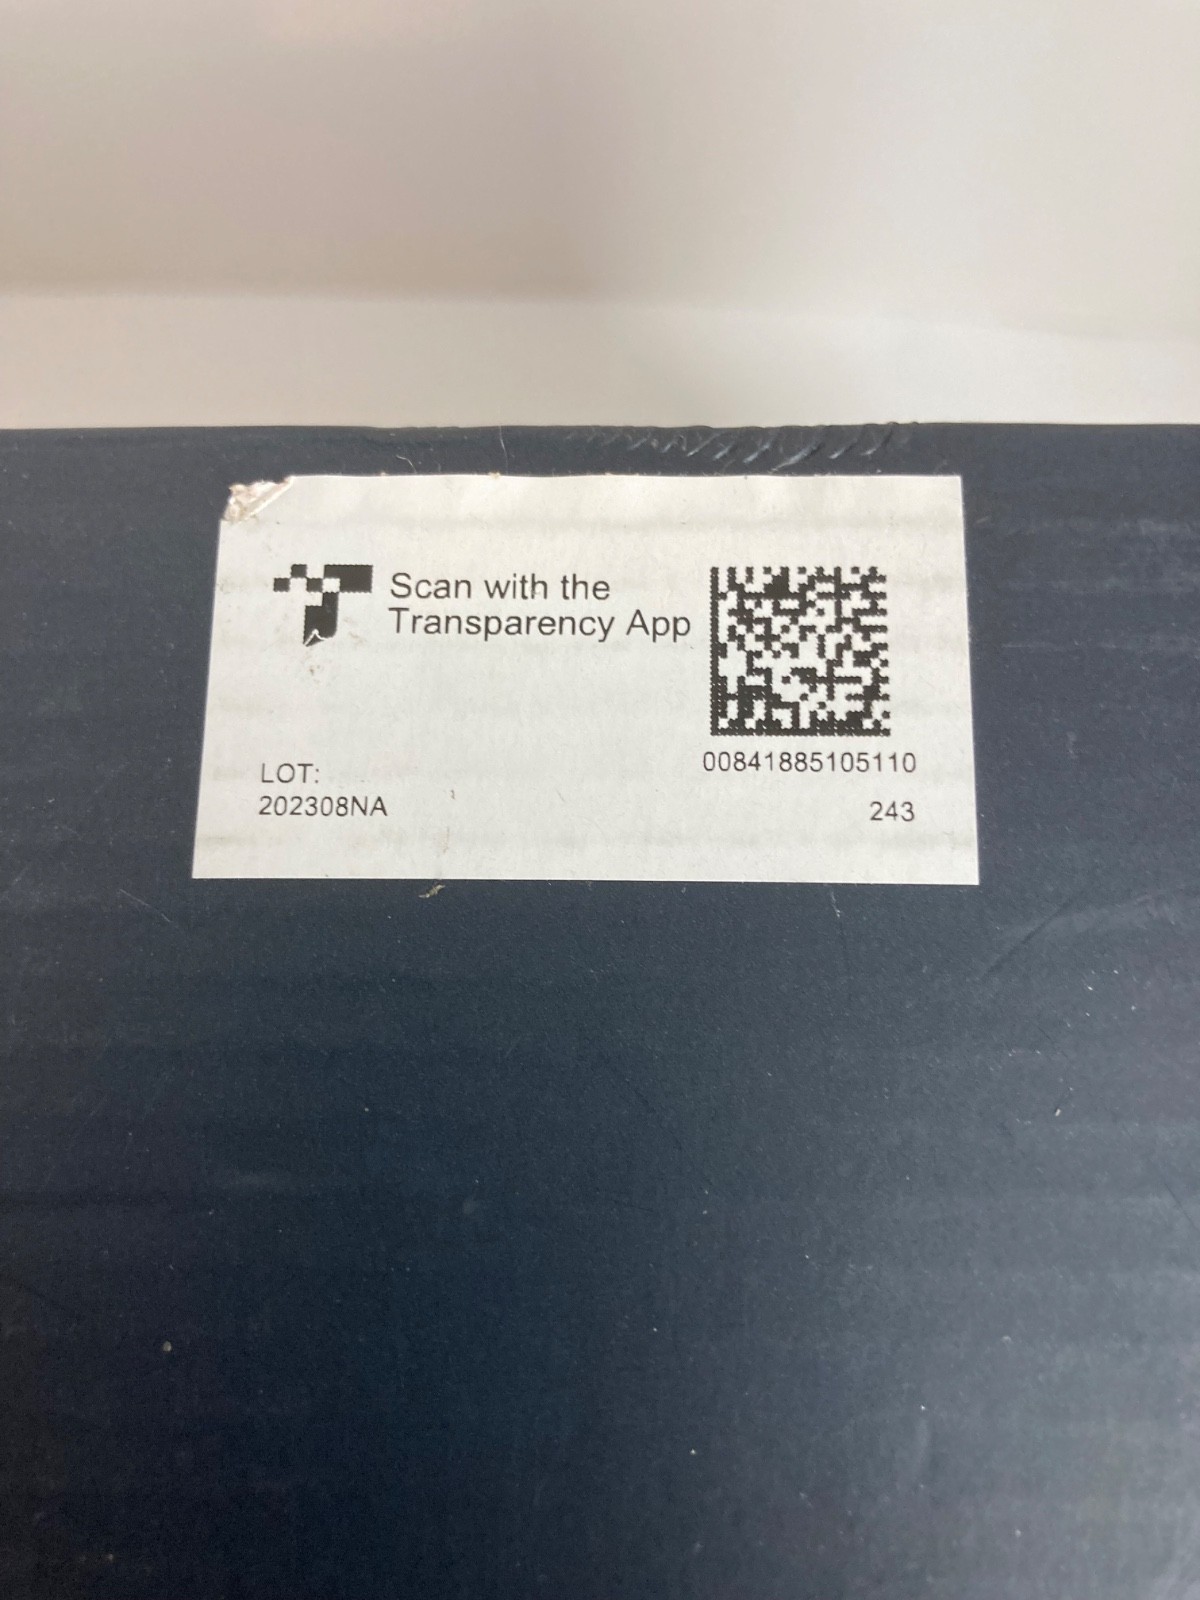 Scan with the
Transparency App
00841885105110
LOT:
202308NA
243